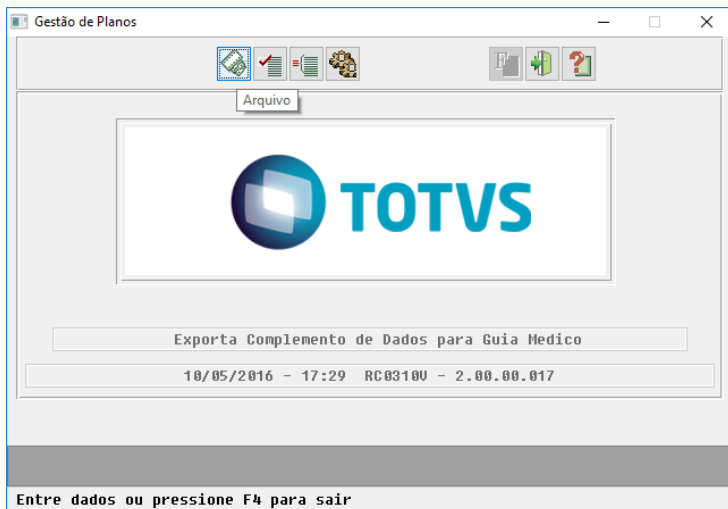 Gestão de Planos
Arquivo
TOTVS
Exporta Complemento de Dados para Guia Medico
10/05/2016 - 17:29 RC0310V - 2.00.00.017
Entre dados ou pressione F4 para sair